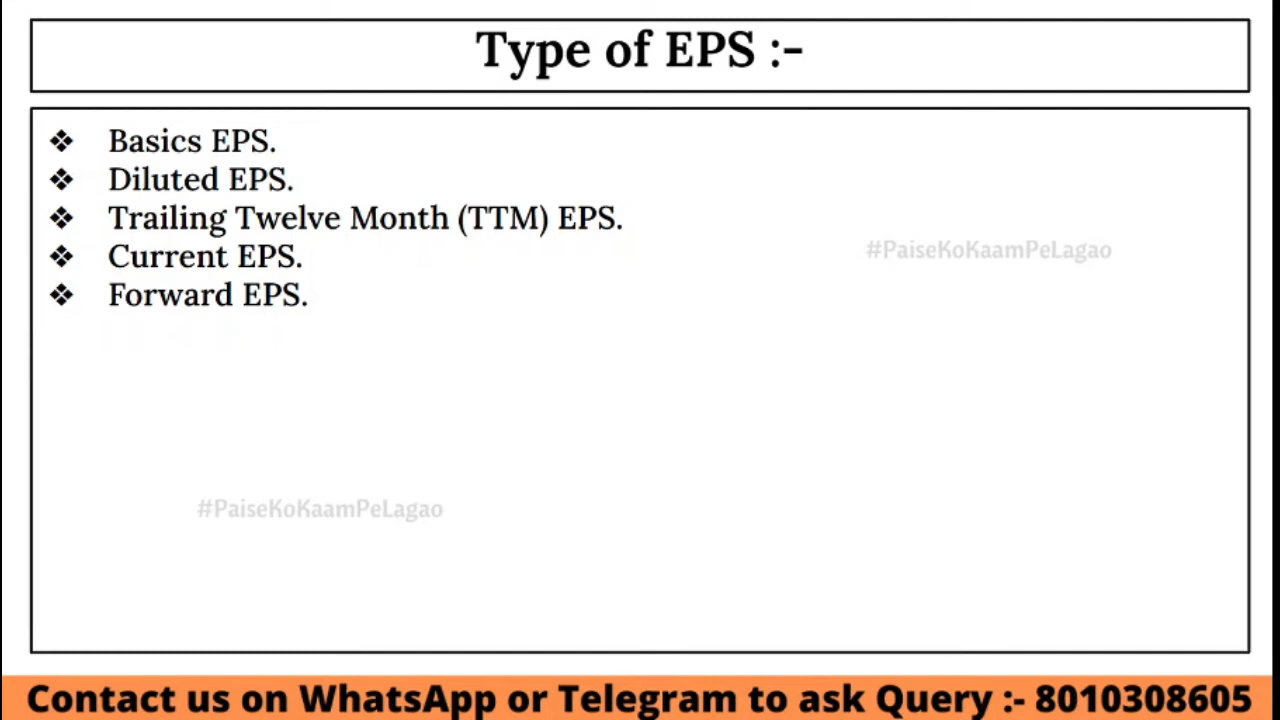 Type of EPS :-
❖ Basics EPS.
❖ Diluted EPS.
❖ Trailing Twelve Month (TTM) EPS.
#PaiseKoKaamPeLagao
❖ Current EPS.
❖ Forward EPS.
#PaiseKoKaamPeLagao
Contact us on WhatsApp or Telegram to ask Query :- 8010308605